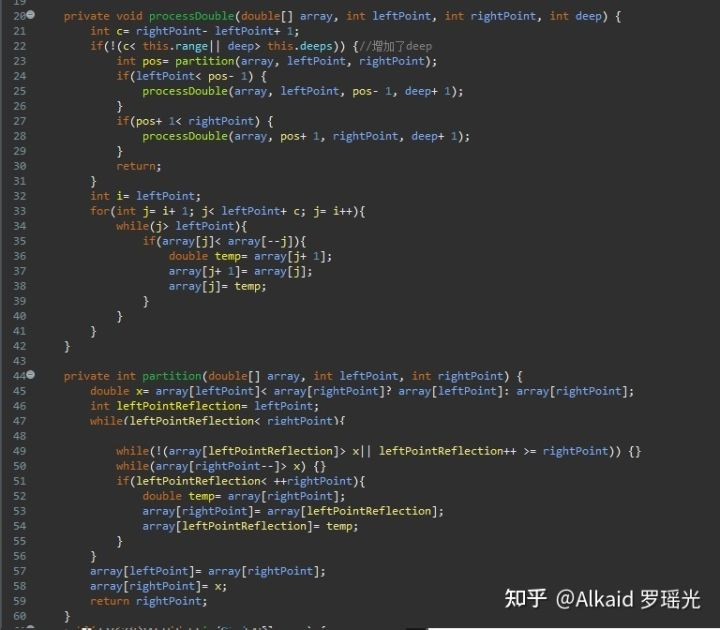 19
20 private void processDouble(double[] array, int leftPoint, int rightPoint, int deep) {
21 int c= rightPoint- leftPoint+ 1;
22 if(!(c< this.range|| deep> this.deeps)) {//增加了deep
23 int pos= partition(array, leftPoint, rightPoint);
24 if(leftPoint< pos- 1) {
25 processDouble(array, leftPoint, pos- 1, deep+ 1);
26 }
27 if(pos+ 1< rightPoint) {
28 processDouble(array, pos+ 1, rightPoint, deep+ 1);
29 }
30 return;
31 }
32 int i= leftPoint;
33 for(int j= i+ 1; j< leftPoint+ c; j= i++){
34 while(j> leftPoint){
35 if(array[j]< array[--j]){
36 double temp= array[j+ 1];
37 array[j+ 1]= array[j];
38 array[j]= temp;
39 }
40 }
41 }
42 }
43
44 private int partition(double[] array, int leftPoint, int rightPoint) {
45 double x= array[leftPoint]< array[rightPoint]? array[leftPoint]: array[rightPoint];
46 int leftPointReflection= leftPoint;
47 while(leftPointReflection< rightPoint){
48
49 while(!(array[leftPointReflection]> x|| leftPointReflection++ >= rightPoint)) {}
50 while(array[rightPoint--]> x) {}
51 if(leftPointReflection< ++rightPoint){
52 double temp= array[rightPoint];
53 array[rightPoint]= array[leftPointReflection];
54 array[leftPointReflection]= temp;
55 }
56 }
57 array[leftPoint]= array[rightPoint];
58 array[rightPoint]= x;
59 return rightPoint;
60 }
知乎 @Alkaid 罗瑶光